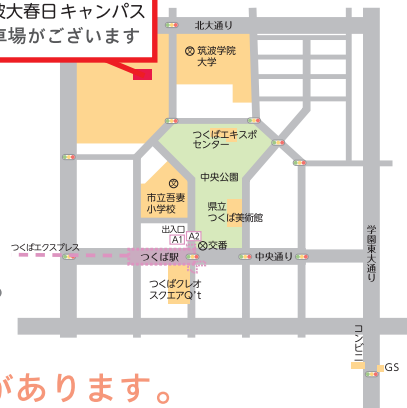 波大春日キャンパス
車場がございます
北大通り
筑波学院
大学
つくばエキスポ
センター
中央公園
市立吾妻
小学校
県立
つくば美術館
出入口
A1
A2
交番
つくばエクスプレス
つくば駅
中央通り
学園東大通り
つくばクレオ
スクエアQ't
コンビニ
GS
があります。